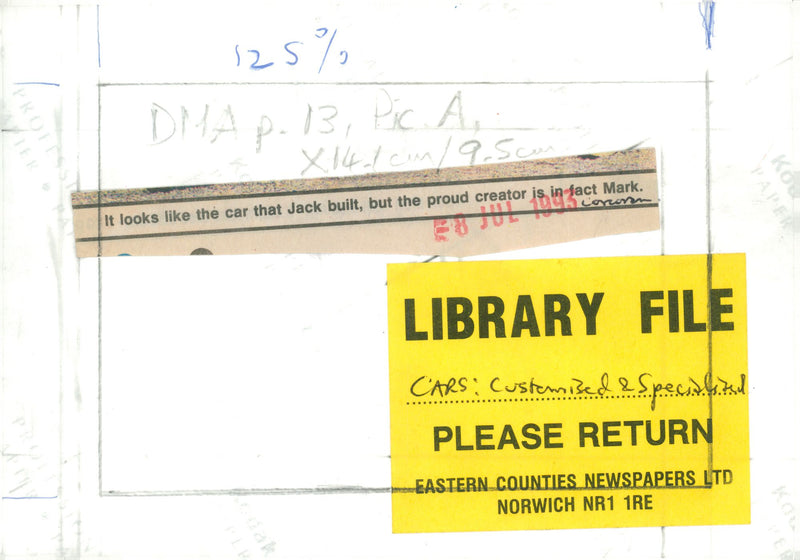 125%
DMA p. 13, Pic A,
X14.1cm/9.5cm
It looks like the car that Jack built, but the proud creator is in fact Mark.
E8 JUL 1993
LIBRARY FILE
CARS: Customised & Specialised
PLEASE RETURN
EASTERN COUNTIES NEWSPAPERS LTD
NORWICH NR1 1RE